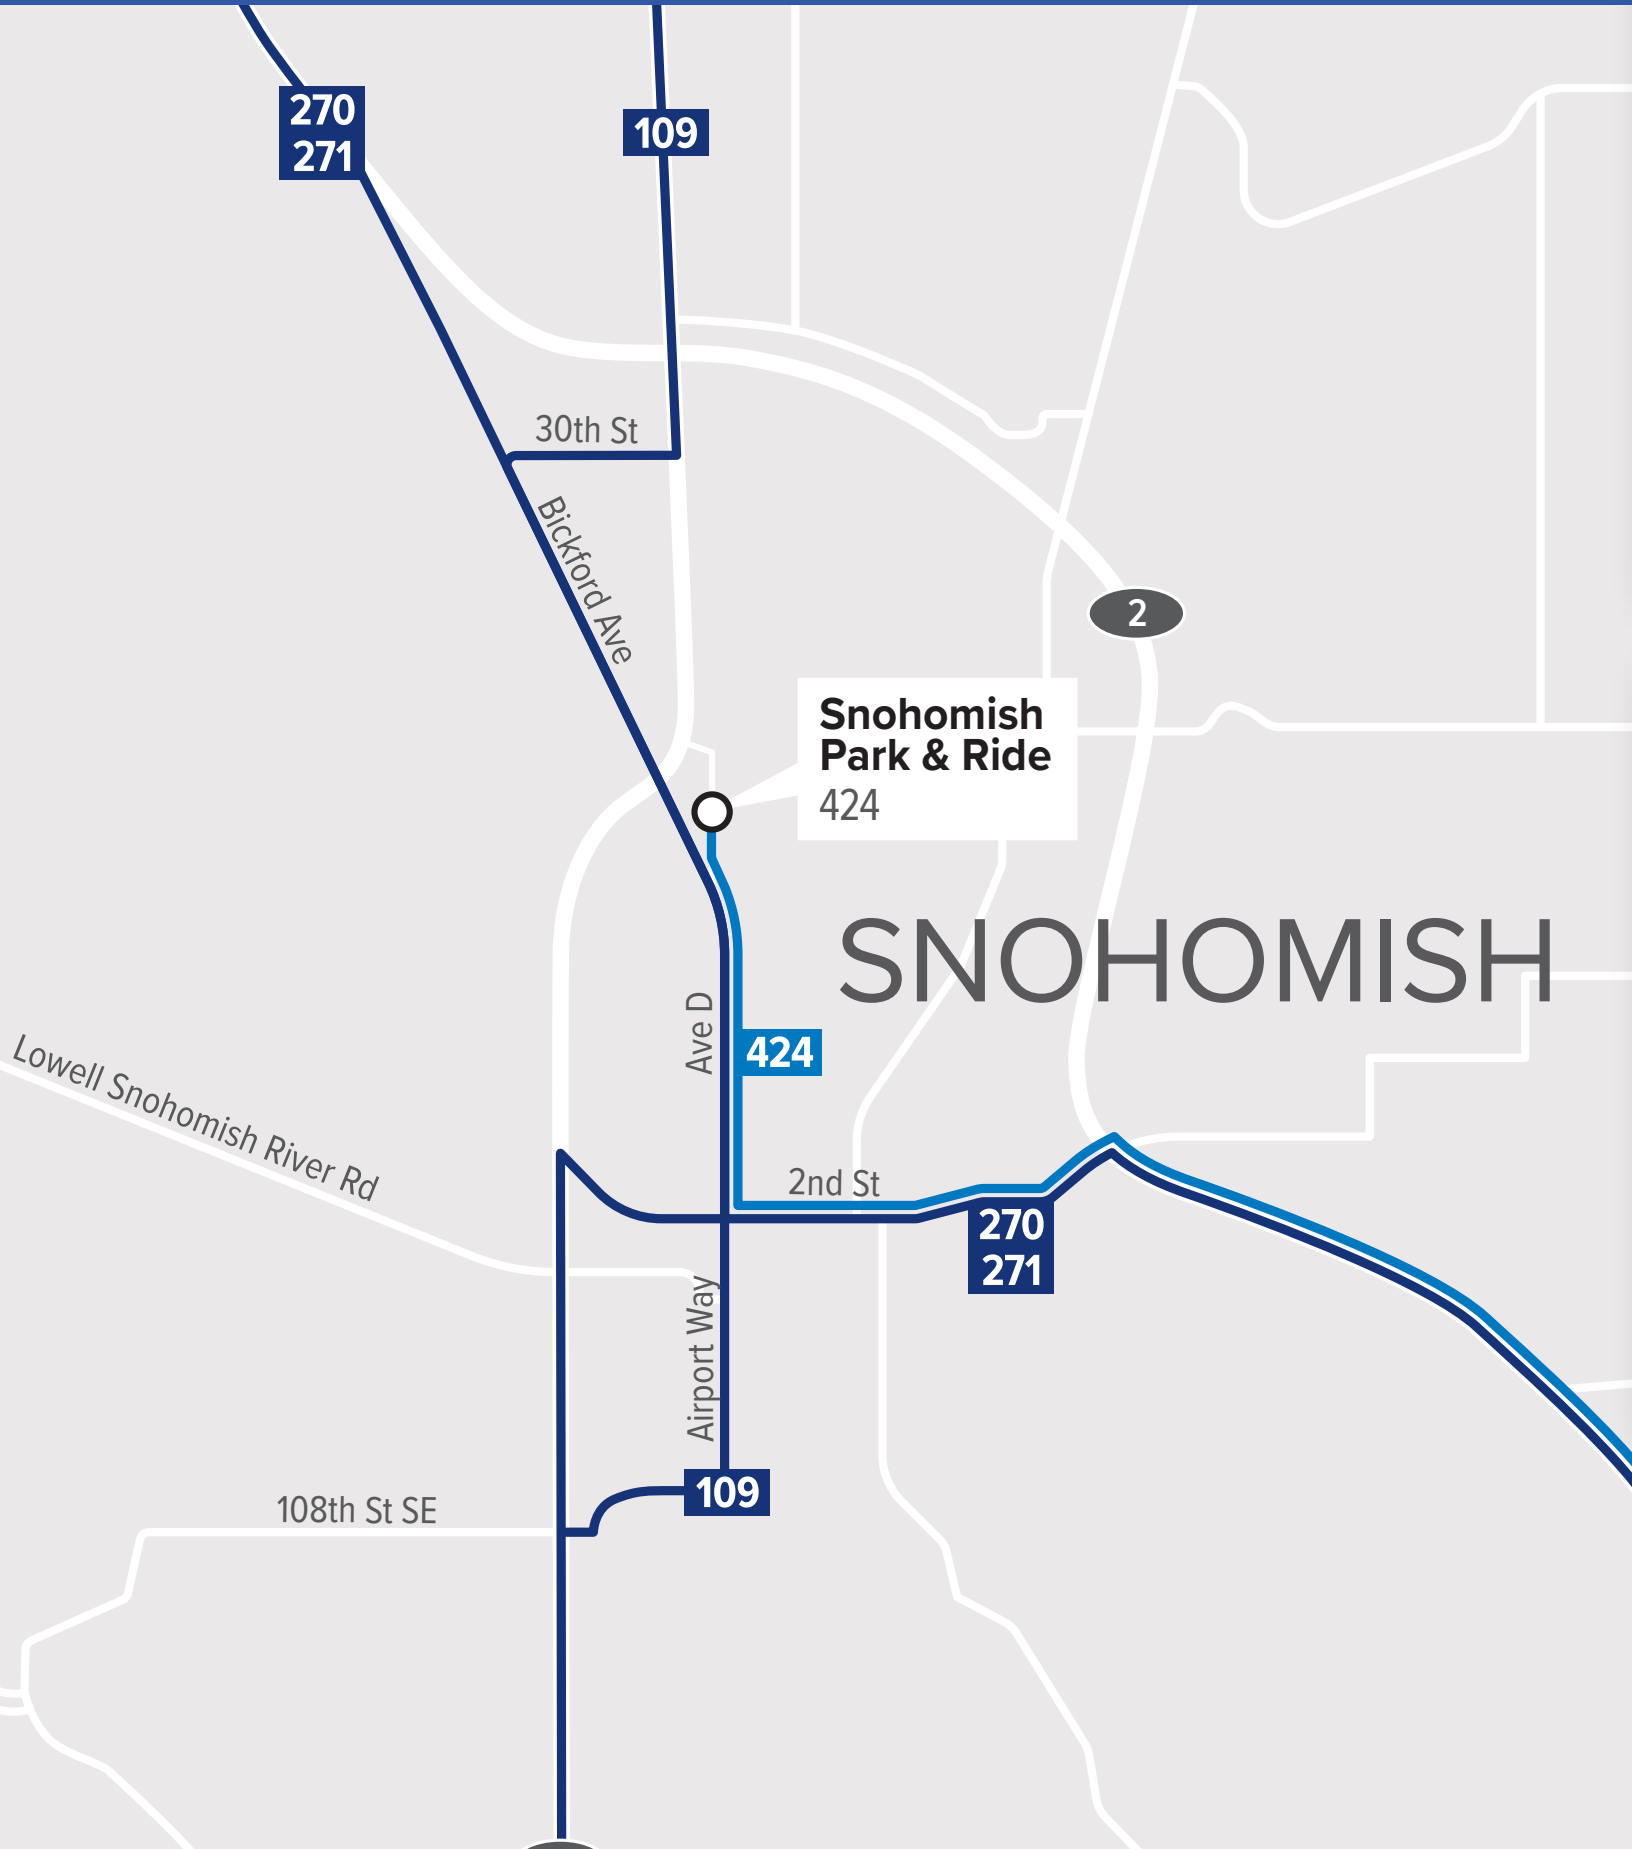 270
271
109
30th St
Bickford Ave
2
Snohomish
Park & Ride
424
SNOHOMISH
Ave D
424
Lowell Snohomish River Rd
2nd St
270
271
Airport Way
109
108th St SE